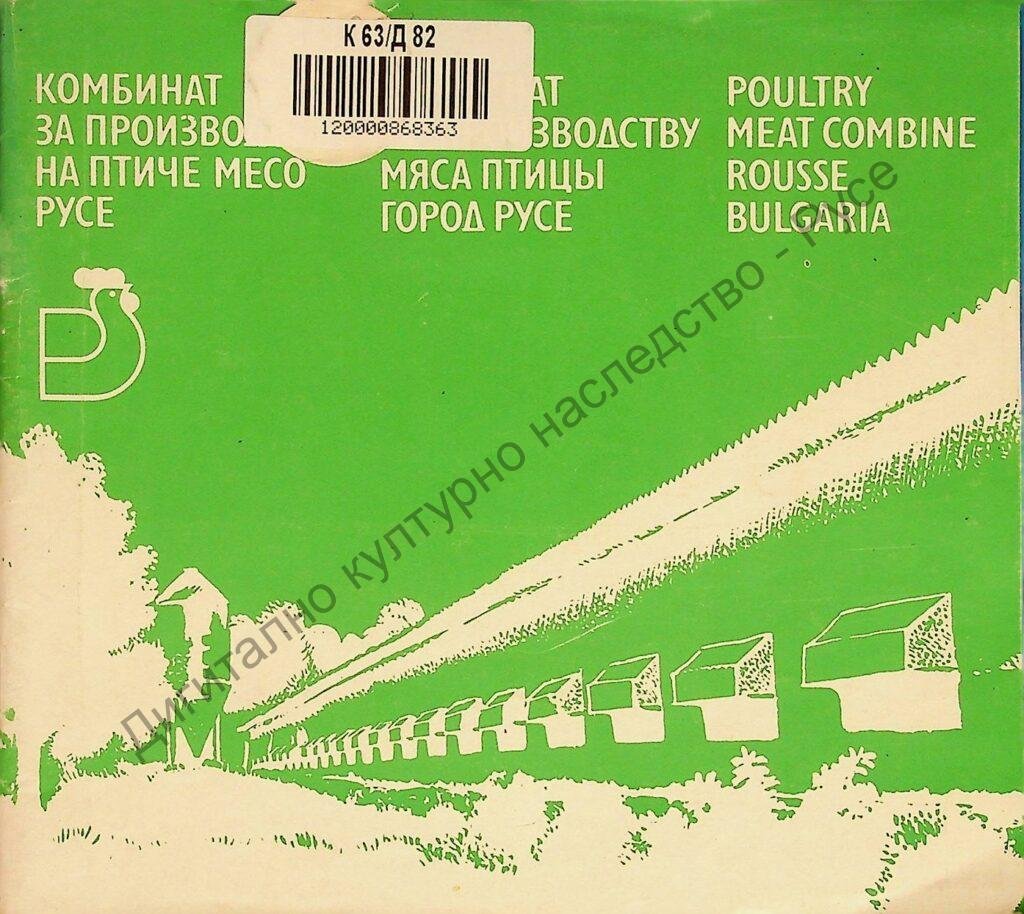 К 63/Д 82
120000868363
КОМБИНАТ
ЗА ПРОИЗВО
НА ПТИЧЕ МЕСО
РУСЕ
АТ
ЗВОДСТВУ
МЯСА ПТИЦЫ
ГОРОД РУСЕ
POULTRY
MEAT COMBINE
ROUSSE
BULGARIA
Дигитално културно наследство - Русе